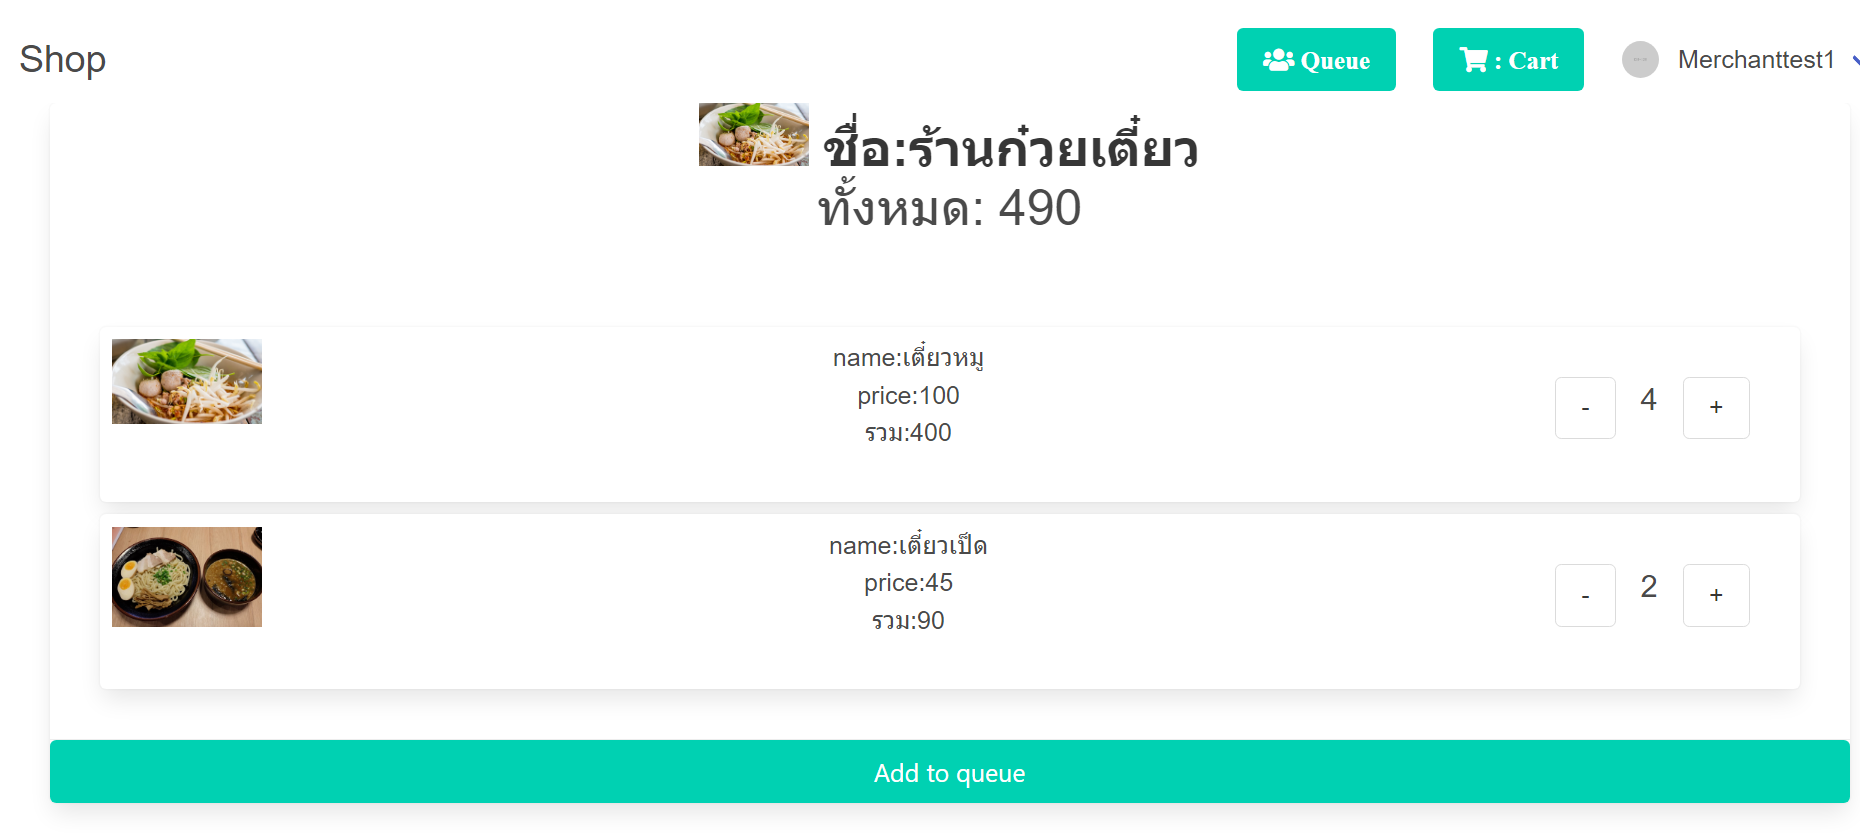 Shop
Queue
: Cart
Merchanttest1
ชื่อ:ร้านก๋วยเตี๋ยว
ทั้งหมด: 490
name:เตี๋ยวหมู
price:100
รวม:400
- 4 +
name:เตี๋ยวเป็ด
price:45
รวม:90
- 2 +
Add to queue